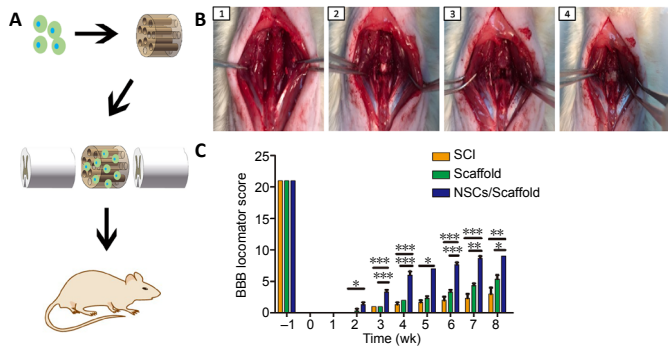 A
B
1
2
3
4
C
25
20
15
10
5
0
BBB locomator score
SCI
Scaffold
NSCs/Scaffold
*
***
***
***
***
*
***
***
***
**
**
*
–1 0 1 2 3 4 5 6 7 8
Time (wk)